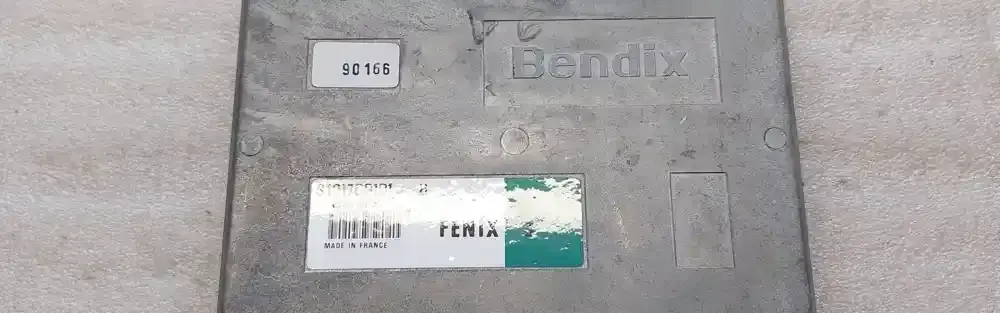 90166
Bendix
FENIX
MADE IN FRANCE